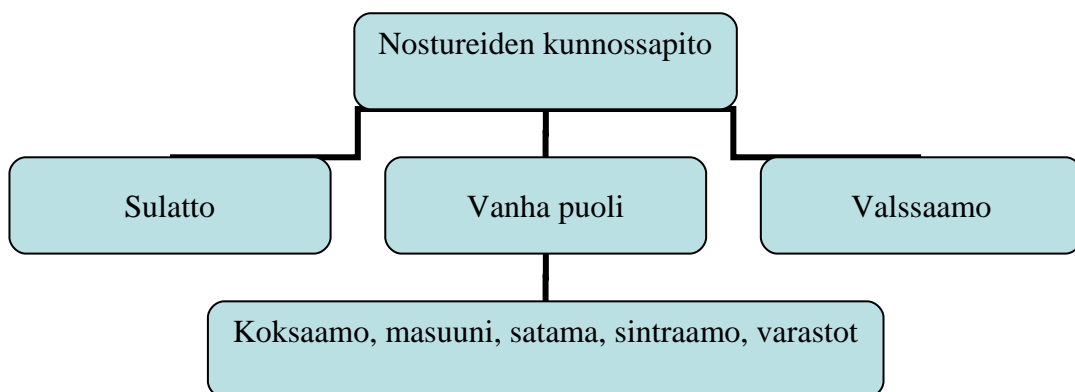 Nostureiden kunnossapito
Sulatto
Vanha puoli
Valssaamo
Koksaamo, masuuni, satama, sintraamo, varastot